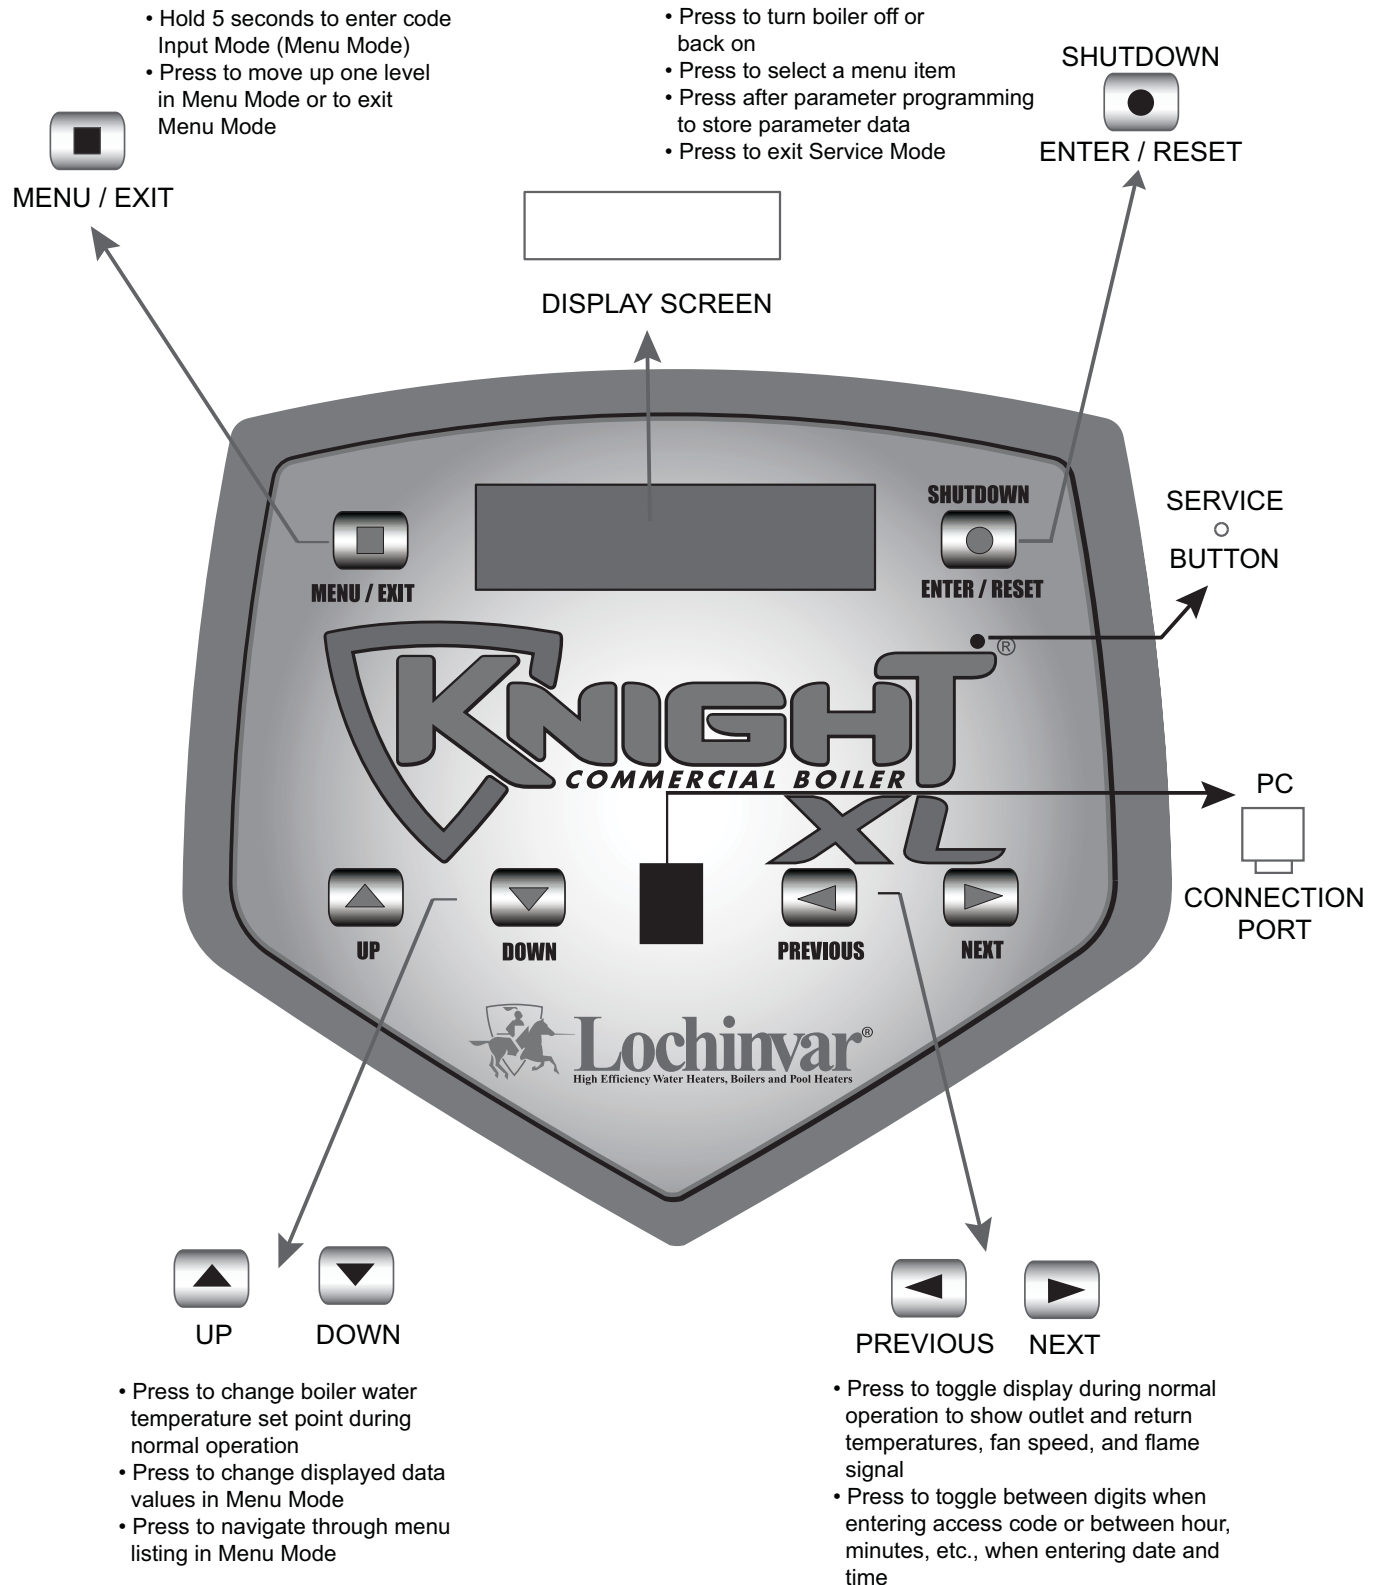 • Hold 5 seconds to enter code
Input Mode (Menu Mode)
• Press to move up one level
in Menu Mode or to exit
Menu Mode
MENU / EXIT
• Press to turn boiler off or
back on
• Press to select a menu item
• Press after parameter programming
to store parameter data
• Press to exit Service Mode
SHUTDOWN
ENTER / RESET
DISPLAY SCREEN
MENU / EXIT
SHUTDOWN
ENTER / RESET
SERVICE
BUTTON
KNIGHT®
COMMERCIAL BOILER
XL
PC
CONNECTION
PORT
UP
DOWN
PREVIOUS
NEXT
Lochinvar®
High Efficiency Water Heaters, Boilers and Pool Heaters
UP
DOWN
• Press to change boiler water
temperature set point during
normal operation
• Press to change displayed data
values in Menu Mode
• Press to navigate through menu
listing in Menu Mode
PREVIOUS
NEXT
• Press to toggle display during normal
operation to show outlet and return
temperatures, fan speed, and flame
signal
• Press to toggle between digits when
entering access code or between hour,
minutes, etc., when entering date and
time